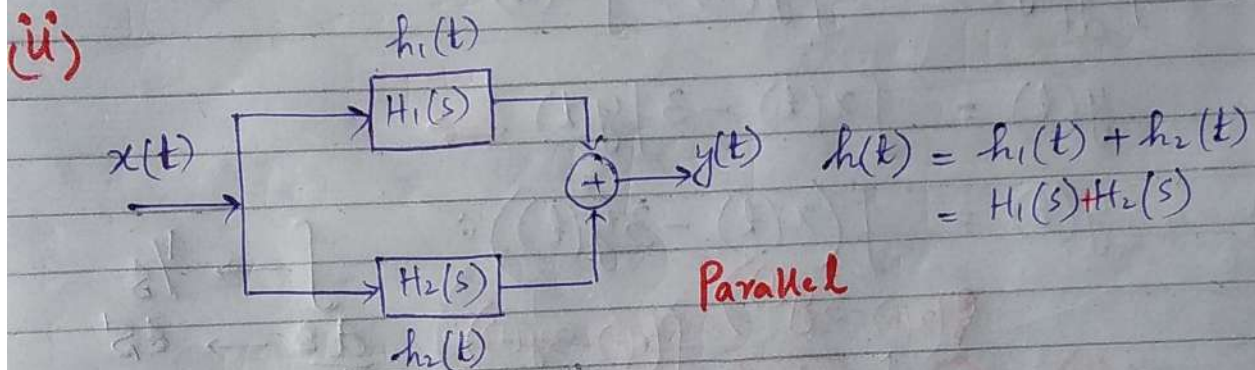 (ii)
h₁(t)
H₁(s)
x(t)
+
y(t)
h(t) = h₁(t) + h₂(t)
= H₁(s)+H₂(s)
H₂(s)
h₂(t)
Parallel